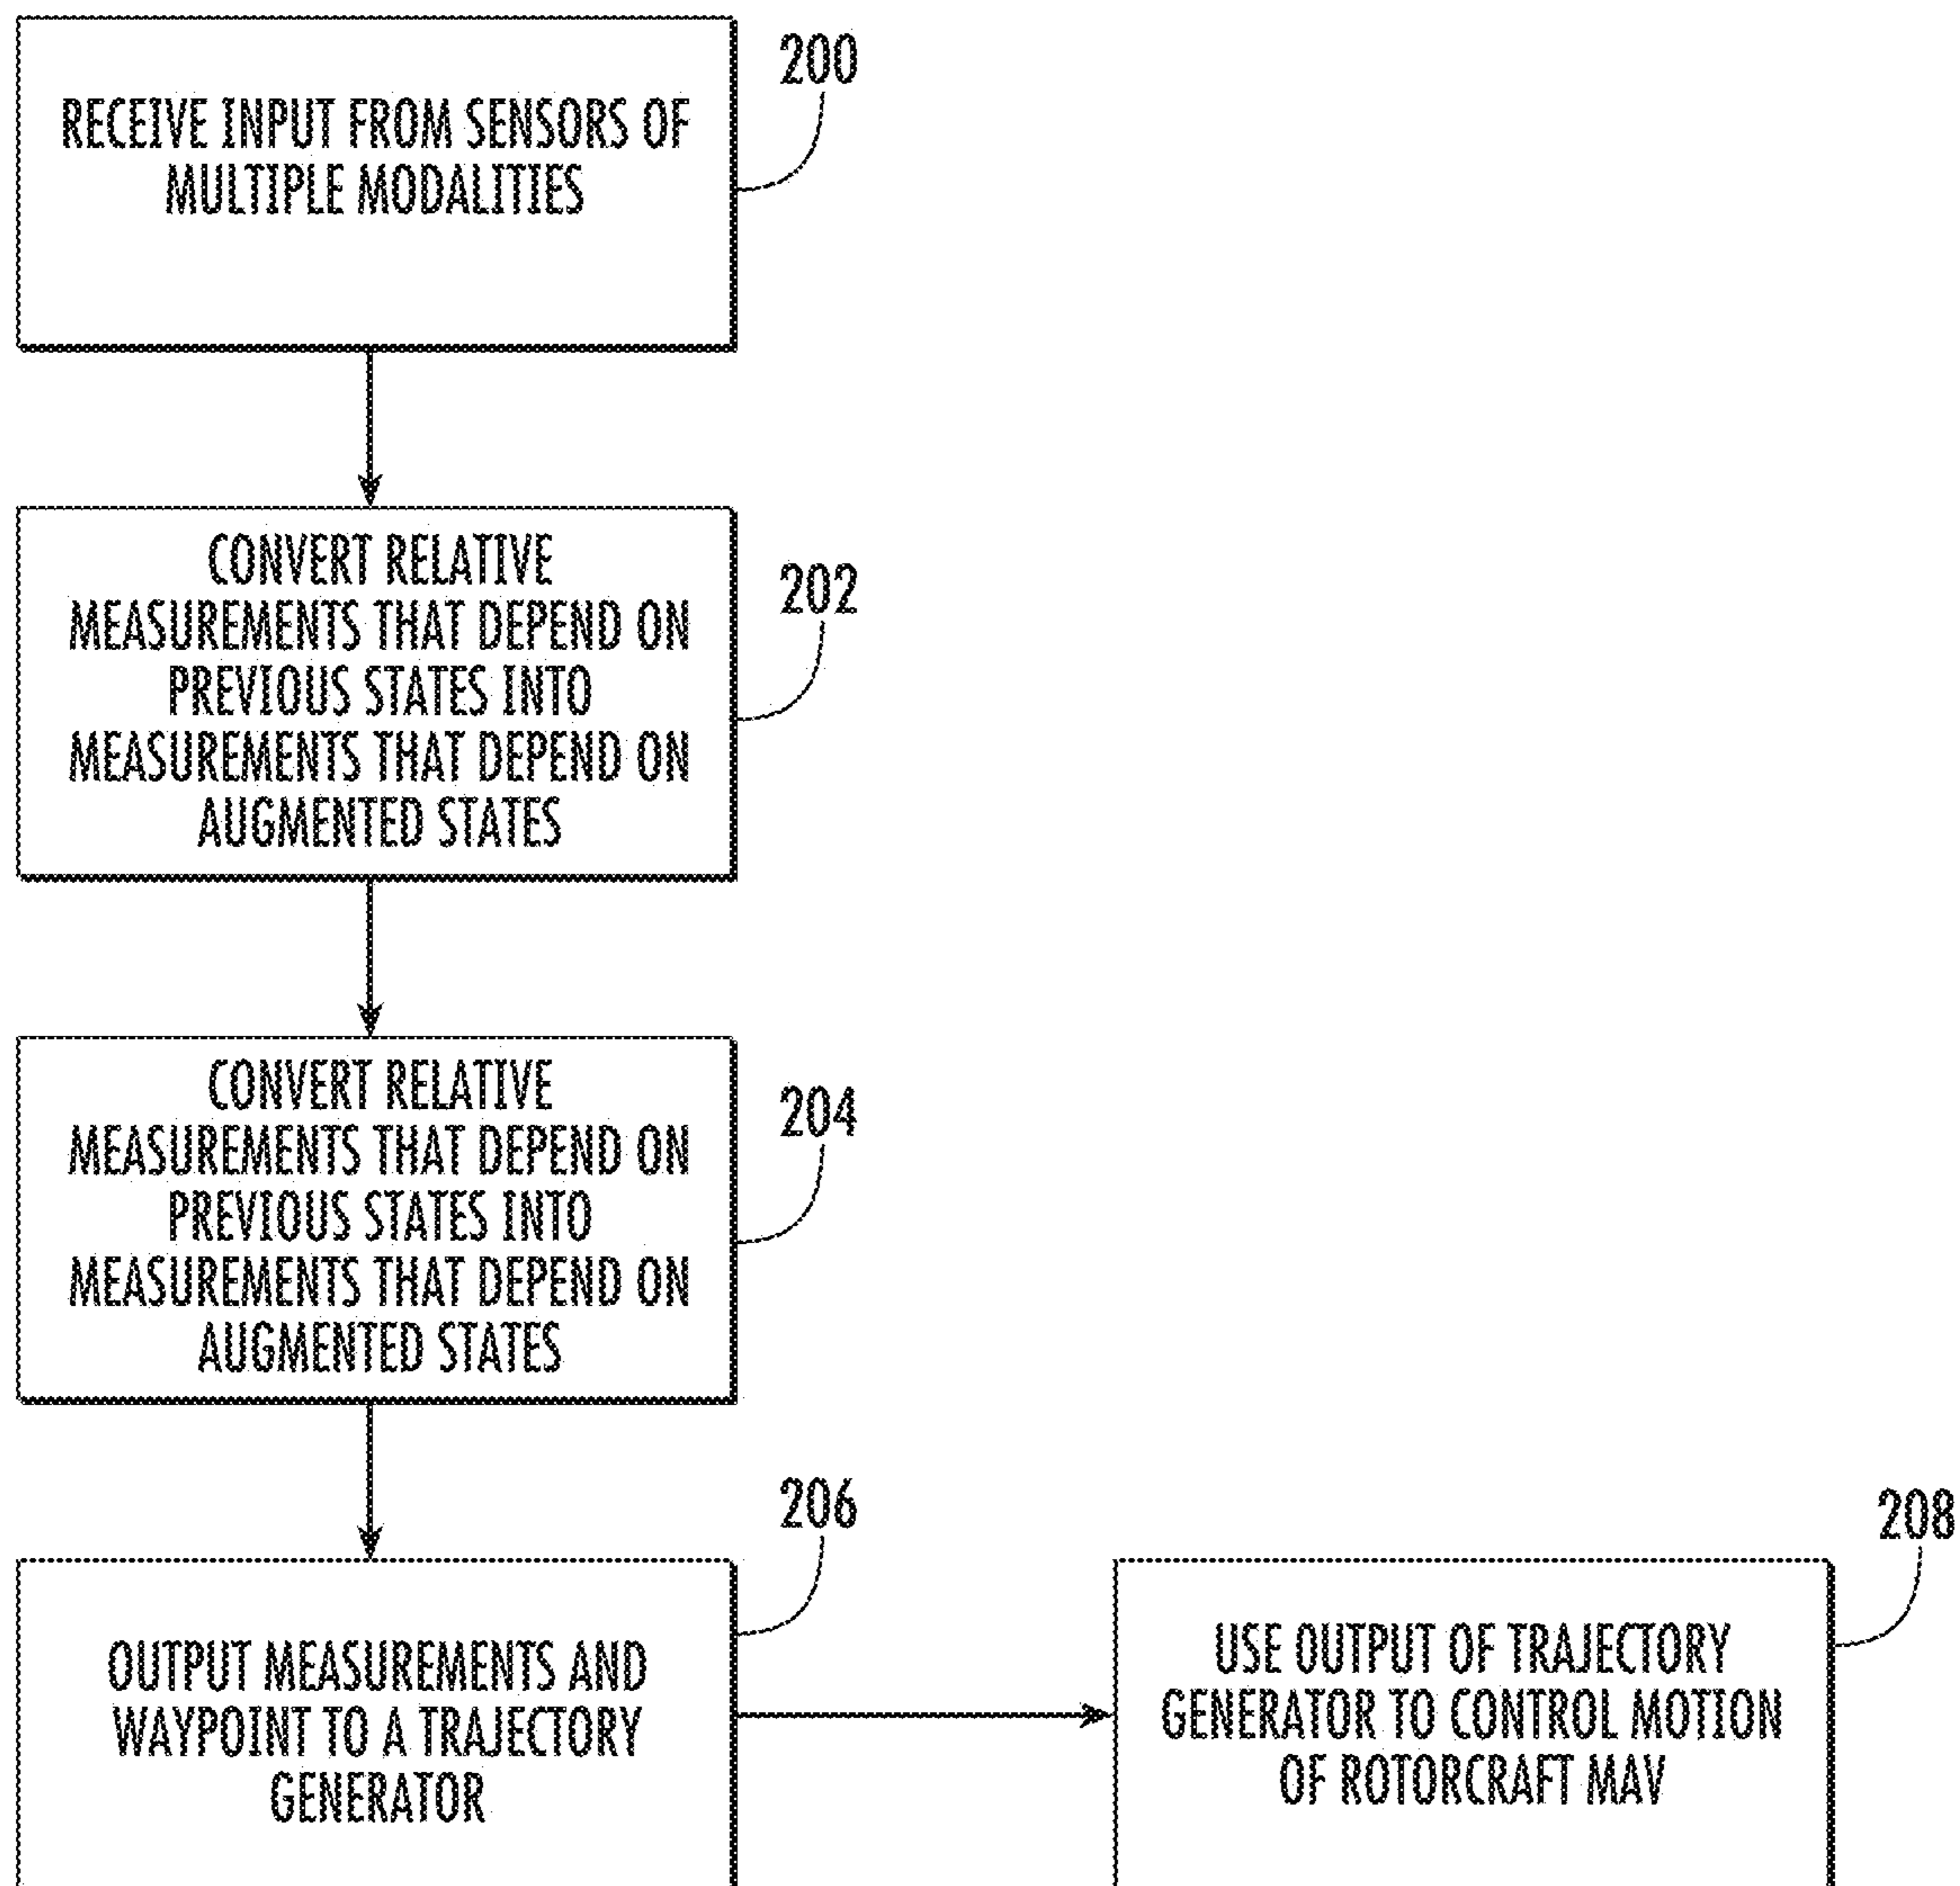 RECEIVE INPUT FROM SENSORS OF
MULTIPLE MODALITIES
200
CONVERT RELATIVE
MEASUREMENTS THAT DEPEND ON
PREVIOUS STATES INTO
MEASUREMENTS THAT DEPEND ON
AUGMENTED STATES
202
CONVERT RELATIVE
MEASUREMENTS THAT DEPEND ON
PREVIOUS STATES INTO
MEASUREMENTS THAT DEPEND ON
AUGMENTED STATES
204
OUTPUT MEASUREMENTS AND
WAYPOINT TO A TRAJECTORY
GENERATOR
206
USE OUTPUT OF TRAJECTORY
GENERATOR TO CONTROL MOTION
OF ROTORCRAFT MAV
208